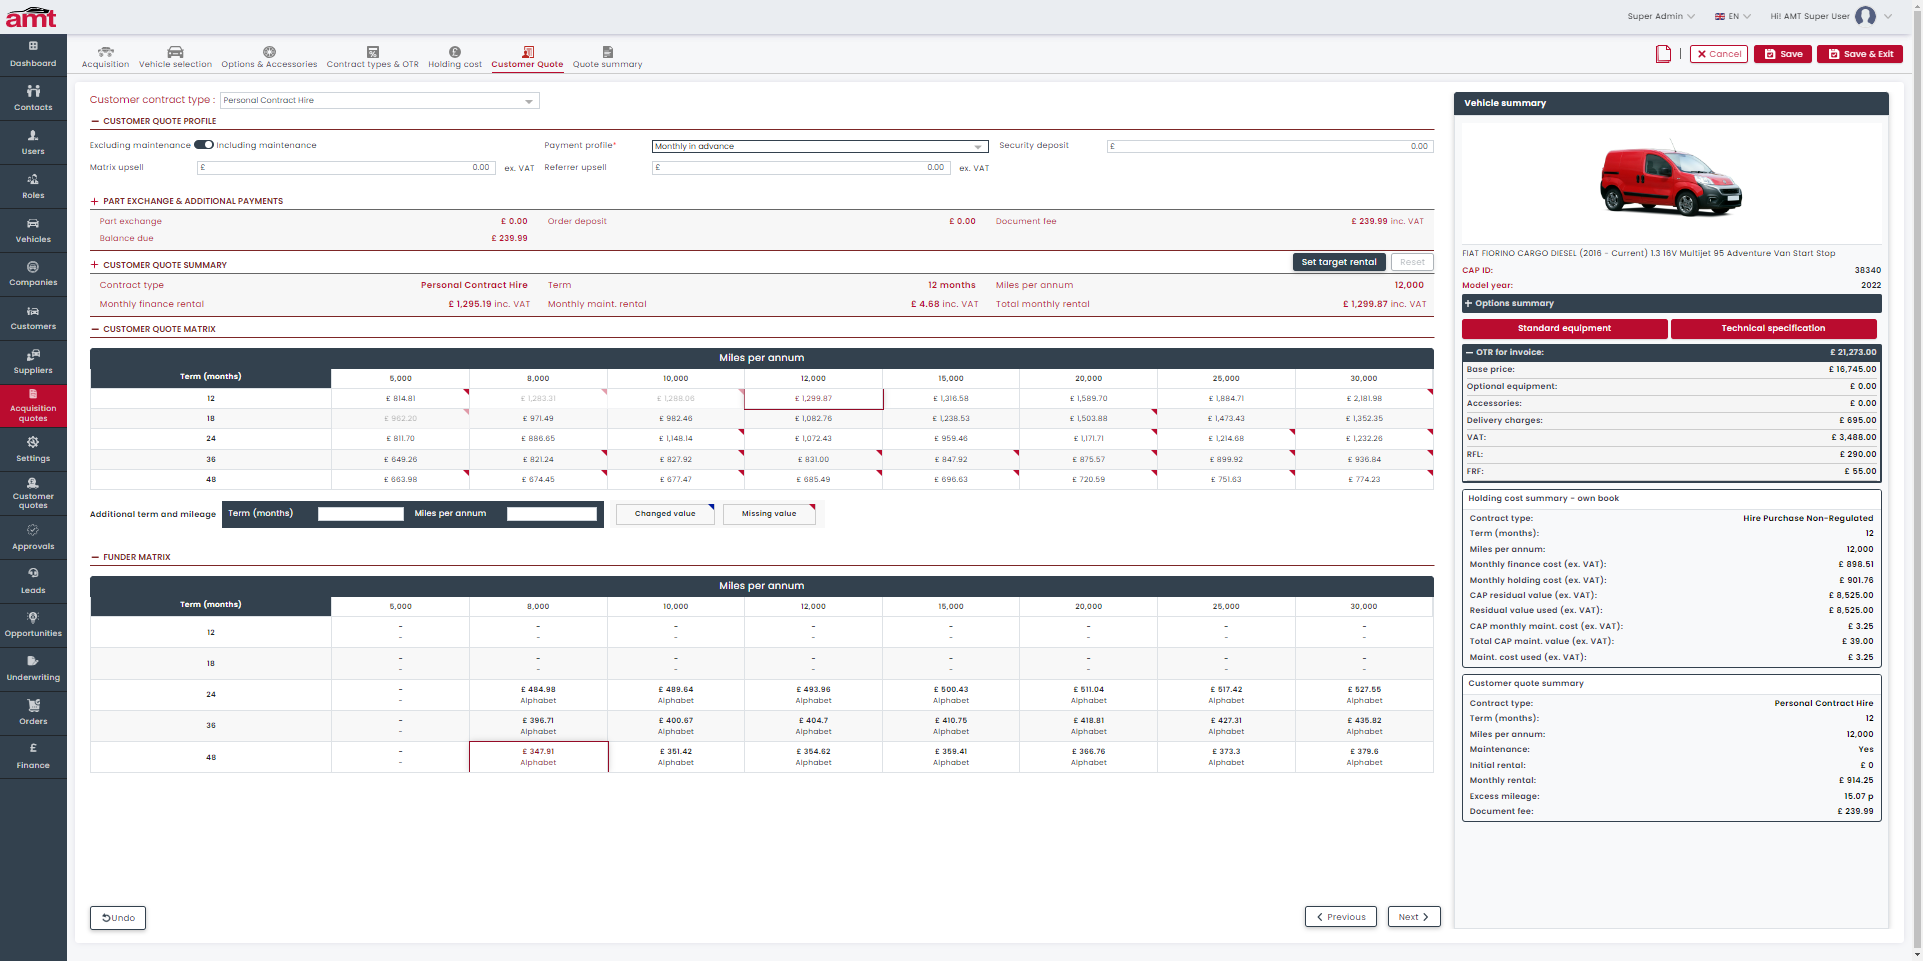 amt
Super Admin
EN
Hi! AMT Super User
Dashboard
Contacts
Users
Roles
Vehicles
Companies
Customers
Suppliers
Acquisition
quotes
Settings
Customer
quotes
Approvals
Leads
Opportunities
Underwriting
Orders
£
Finance
Acquisition Vehicle selection Options & Accessories Contract types & OTR Holding cost Customer Quote Quote summary
Cancel Save Save & Exit
Customer contract type : Personal Contract Hire
CUSTOMER QUOTE PROFILE
Excluding maintenance Including maintenance Payment profile* Monthly in advance Security deposit £ 0.00
Matrix upsell £ 0.00 ex. VAT Referrer upsell £ 0.00 ex. VAT
+ PART EXCHANGE & ADDITIONAL PAYMENTS
Part exchange £ 0.00 Order deposit £ 0.00 Document fee £ 239.99 inc. VAT
Balance due £ 239.99
+ CUSTOMER QUOTE SUMMARY Set target rental Reset
Contract type Personal Contract Hire Term 12 months Miles per annum 12,000
Monthly finance rental £ 1,295.19 inc. VAT Monthly maint. rental £ 4.68 inc. VAT Total monthly rental £ 1,299.87 inc. VAT
— CUSTOMER QUOTE MATRIX
Miles per annum
Term (months) 5,000 8,000 10,000 12,000 15,000 20,000 25,000 30,000
12 £ 814.81 £ 1,283.31 £ 1,288.06 £ 1,299.87 £ 1,316.58 £ 1,589.70 £ 1,884.71 £ 2,181.98
18 £ 962.20 £ 971.49 £ 982.46 £ 1,082.76 £ 1,238.53 £ 1,503.88 £ 1,473.43 £ 1,352.35
24 £ 811.70 £ 886.65 £ 1,148.14 £ 1,072.43 £ 959.46 £ 1,171.71 £ 1,214.68 £ 1,232.26
36 £ 649.26 £ 821.24 £ 827.92 £ 831.00 £ 847.92 £ 875.57 £ 899.92 £ 936.84
48 £ 663.98 £ 674.45 £ 677.47 £ 685.49 £ 696.63 £ 720.59 £ 751.63 £ 774.23
Additional term and mileage Term (months) Miles per annum Changed value Missing value
— FUNDER MATRIX
Miles per annum
Term (months) 5,000 8,000 10,000 12,000 15,000 20,000 25,000 30,000
12 - - - - - - - -
- - - - - - - -
18 - - - - - - - -
- - - - - - - -
24 - £ 484.98 £ 489.64 £ 493.96 £ 500.43 £ 511.04 £ 517.42 £ 527.55
- Alphabet Alphabet Alphabet Alphabet Alphabet Alphabet Alphabet
36 - £ 396.71 £ 400.67 £ 404.7 £ 410.75 £ 418.81 £ 427.31 £ 435.82
- Alphabet Alphabet Alphabet Alphabet Alphabet Alphabet Alphabet
48 - £ 347.91 £ 351.42 £ 354.62 £ 359.41 £ 366.76 £ 373.3 £ 379.6
- Alphabet Alphabet Alphabet Alphabet Alphabet Alphabet Alphabet
Undo Previous Next
Vehicle summary
FIAT FIORINO CARGO DIESEL (2016 - Current) 1.3 16V Multijet 95 Adventure Van Start Stop
CAP ID: 38340
Model year: 2022
+ Options summary
Standard equipment Technical specification
— OTR for invoice: £ 21,273.00
Base price: £ 16,745.00
Optional equipment: £ 0.00
Accessories: £ 0.00
Delivery charges: £ 695.00
VAT: £ 3,488.00
RFL: £ 290.00
FRF: £ 55.00
Holding cost summary - own book
Contract type: Hire Purchase Non-Regulated
Term (months): 12
Miles per annum: 12,000
Monthly finance cost (ex. VAT): £ 898.51
Monthly holding cost (ex. VAT): £ 901.76
CAP residual value (ex. VAT): £ 8,525.00
Residual value used (ex. VAT): £ 8,525.00
CAP monthly maint. cost (ex. VAT): £ 3.25
Total CAP maint. value (ex. VAT): £ 39.00
Maint. cost used (ex. VAT): £ 3.25
Customer quote summary
Contract type: Personal Contract Hire
Term (months): 12
Miles per annum: 12,000
Maintenance: Yes
Initial rental: £ 0
Monthly rental: £ 914.25
Excess mileage: 15.07 p
Document fee: £ 239.99